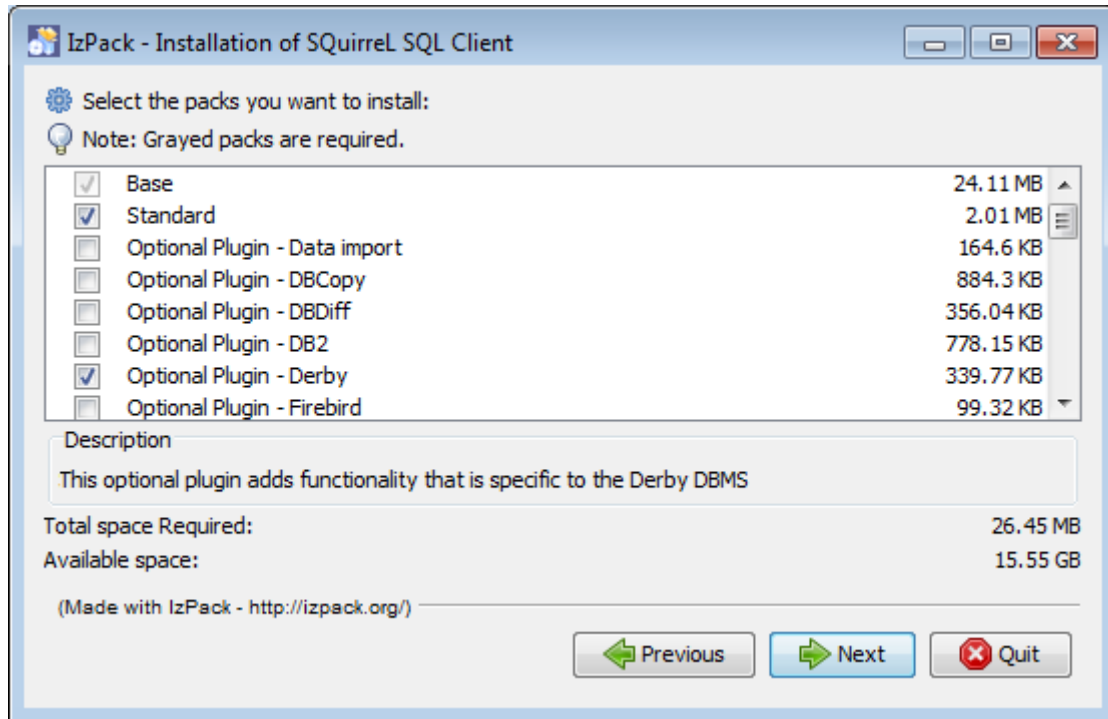 IzPack - Installation of SQuirreL SQL Client
Select the packs you want to install:
Note: Grayed packs are required.
Base 24.11 MB
Standard 2.01 MB
Optional Plugin - Data import 164.6 KB
Optional Plugin - DBCopy 884.3 KB
Optional Plugin - DBDiff 356.04 KB
Optional Plugin - DB2 778.15 KB
Optional Plugin - Derby 339.77 KB
Optional Plugin - Firebird 99.32 KB
Description
This optional plugin adds functionality that is specific to the Derby DBMS
Total space Required: 26.45 MB
Available space: 15.55 GB
(Made with IzPack - http://izpack.org/)
Previous Next Quit